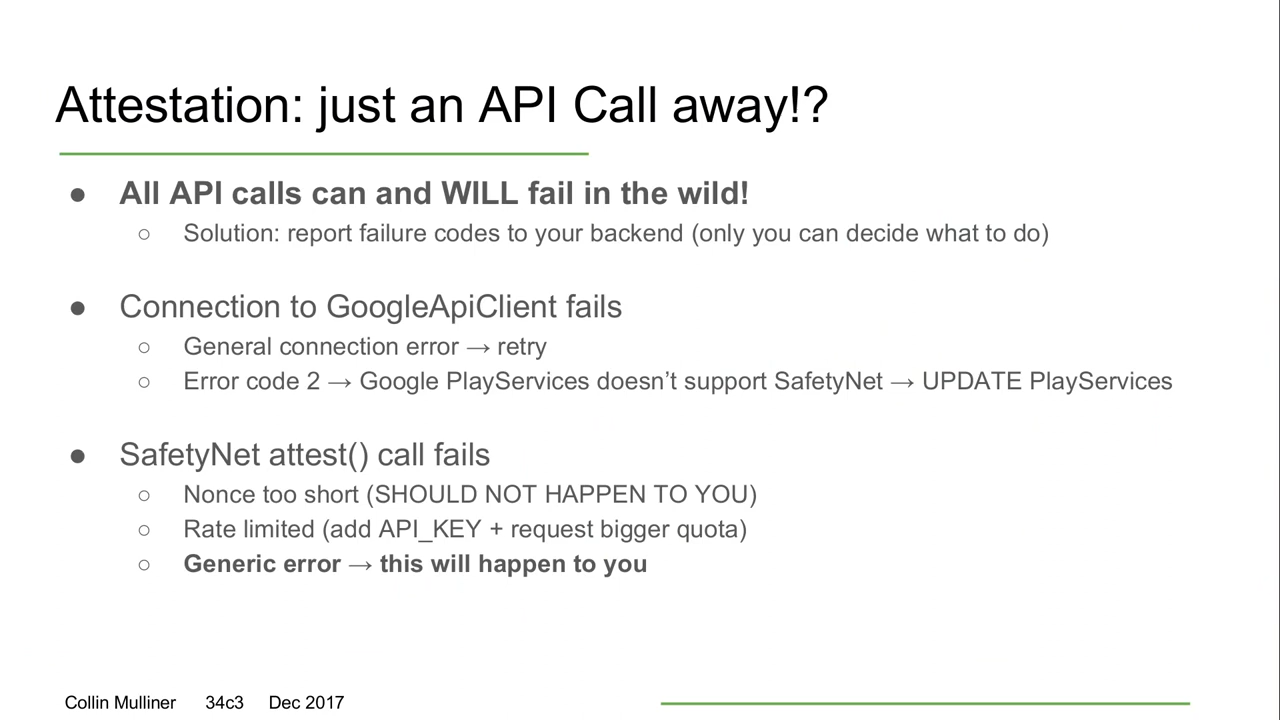 Attestation: just an API Call away!?
● All API calls can and WILL fail in the wild!
○ Solution: report failure codes to your backend (only you can decide what to do)
● Connection to GoogleApiClient fails
○ General connection error → retry
○ Error code 2 → Google PlayServices doesn’t support SafetyNet → UPDATE PlayServices
● SafetyNet attest() call fails
○ Nonce too short (SHOULD NOT HAPPEN TO YOU)
○ Rate limited (add API_KEY + request bigger quota)
○ Generic error → this will happen to you
Collin Mulliner 34c3 Dec 2017